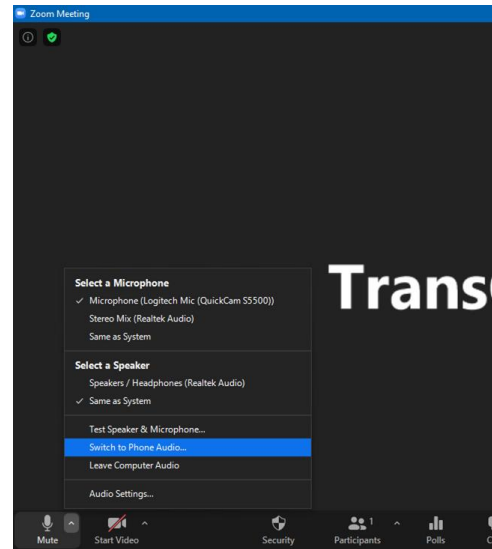 Zoom Meeting
Trans
Select a Microphone
Microphone (Logitech Mic (QuickCam S5500))
Stereo Mix (Realtek Audio)
Same as System
Select a Speaker
Speakers / Headphones (Realtek Audio)
Same as System
Test Speaker & Microphone...
Switch to Phone Audio...
Leave Computer Audio
Audio Settings...
Mute
Start Video
Security
1
Participants
Polls
C